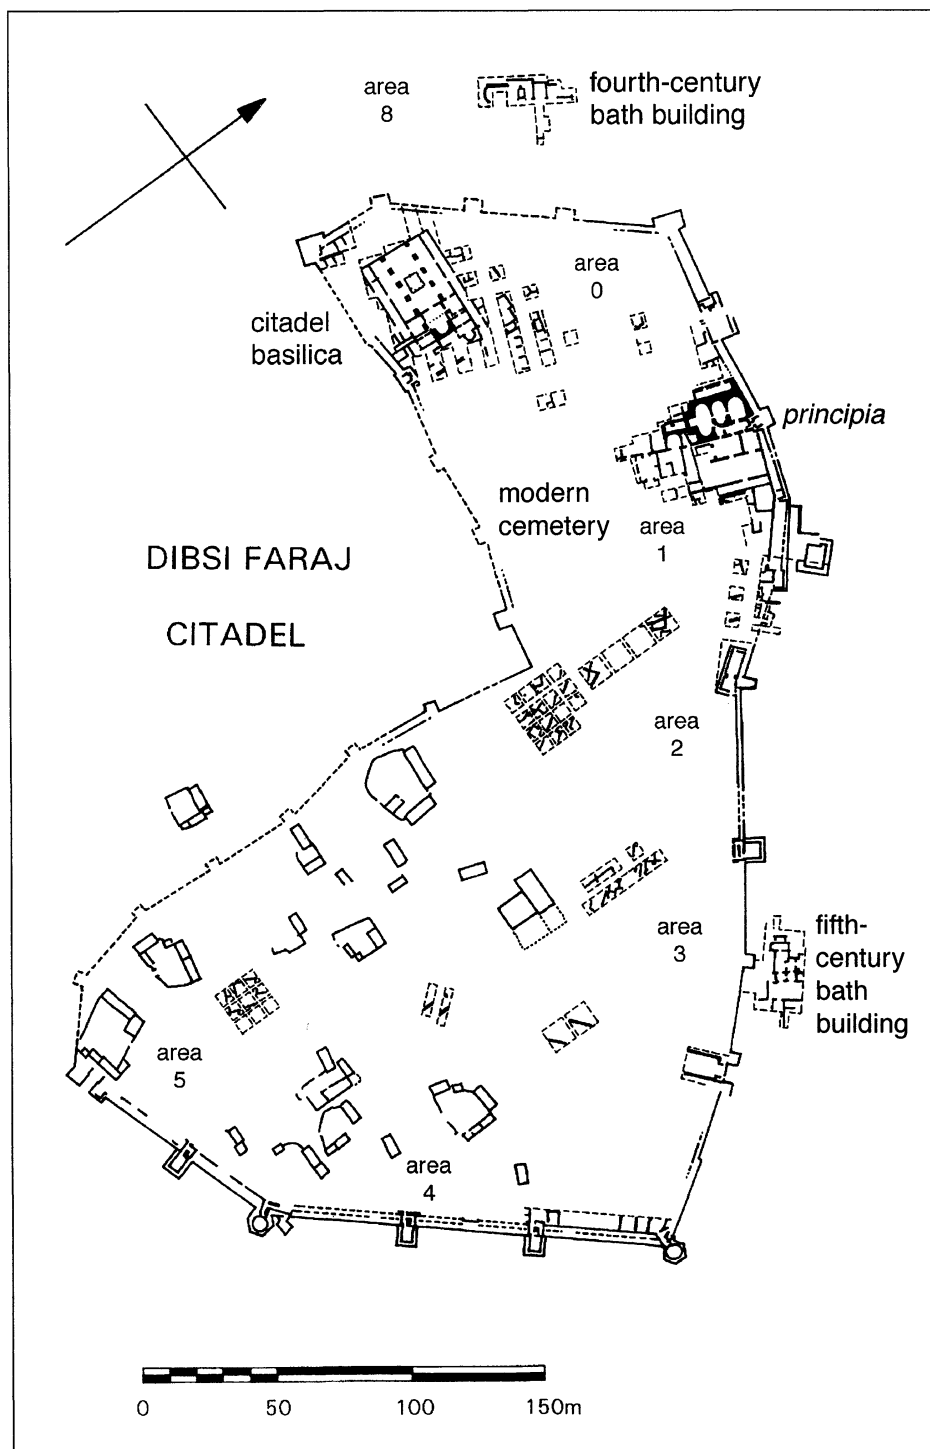 area
8
fourth-century
bath building
area
0
citadel
basilica
principia
modern
cemetery
area
1
DIBSI FARAJ
CITADEL
area
2
area
3
fifth-
century
bath
building
area
5
area
4
0 50 100 150m